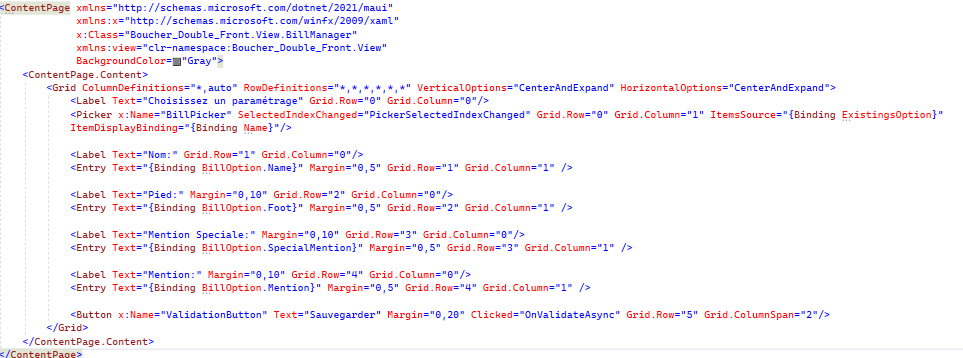 <ContentPage xmlns="http://schemas.microsoft.com/dotnet/2021/maui"
xmlns:x="http://schemas.microsoft.com/winfx/2009/xaml"
x:Class="Boucher_Double_Front.View.BillManager"
xmlns:view="clr-namespace:Boucher_Double_Front.View"
BackgroundColor="Gray">
<ContentPage.Content>
<Grid ColumnDefinitions="*,auto" RowDefinitions="*,*,*,*,*,*" VerticalOptions="CenterAndExpand" HorizontalOptions="CenterAndExpand">
<Label Text="Choisissez un paramétrage" Grid.Row="0" Grid.Column="0"/>
<Picker x:Name="BillPicker" SelectedIndexChanged="PickerSelectedIndexChanged" Grid.Row="0" Grid.Column="1" ItemsSource="{Binding ExistingsOption}"
ItemDisplayBinding="{Binding Name}"/>
<Label Text="Nom:" Grid.Row="1" Grid.Column="0"/>
<Entry Text="{Binding BillOption.Name}" Margin="0,5" Grid.Row="1" Grid.Column="1" />
<Label Text="Pied:" Margin="0,10" Grid.Row="2" Grid.Column="0"/>
<Entry Text="{Binding BillOption.Foot}" Margin="0,5" Grid.Row="2" Grid.Column="1" />
<Label Text="Mention Speciale:" Margin="0,10" Grid.Row="3" Grid.Column="0"/>
<Entry Text="{Binding BillOption.SpecialMention}" Margin="0,5" Grid.Row="3" Grid.Column="1" />
<Label Text="Mention:" Margin="0,10" Grid.Row="4" Grid.Column="0"/>
<Entry Text="{Binding BillOption.Mention}" Margin="0,5" Grid.Row="4" Grid.Column="1" />
<Button x:Name="ValidationButton" Text="Sauvegarder" Margin="0,20" Clicked="OnValidateAsync" Grid.Row="5" Grid.ColumnSpan="2"/>
</Grid>
</ContentPage.Content>
</ContentPage>